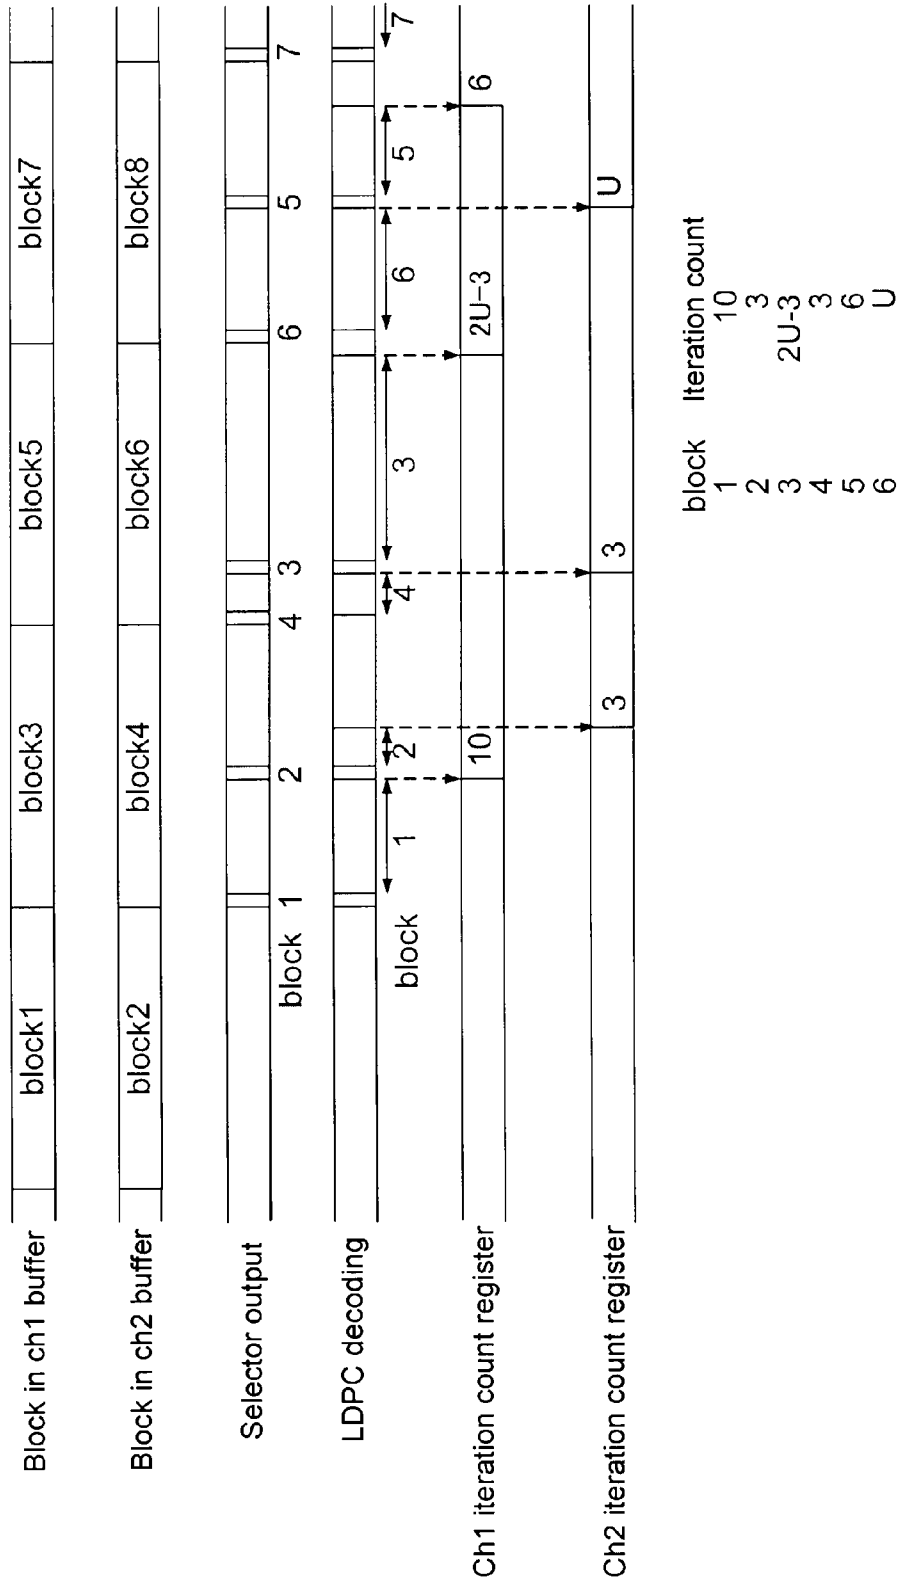 Block in ch1 buffer
block1
block3
block5
block7
Block in ch2 buffer
block2
block4
block6
block8
Selector output
block 1 2 4 3 6 5 7
LDPC decoding
block 1 2 4 3 6 5 7
Ch1 iteration count register
10 2U-3 6
Ch2 iteration count register
3 3 U
block Iteration count
1 10
2 3
3 2U-3
4 3
5 6
6 U